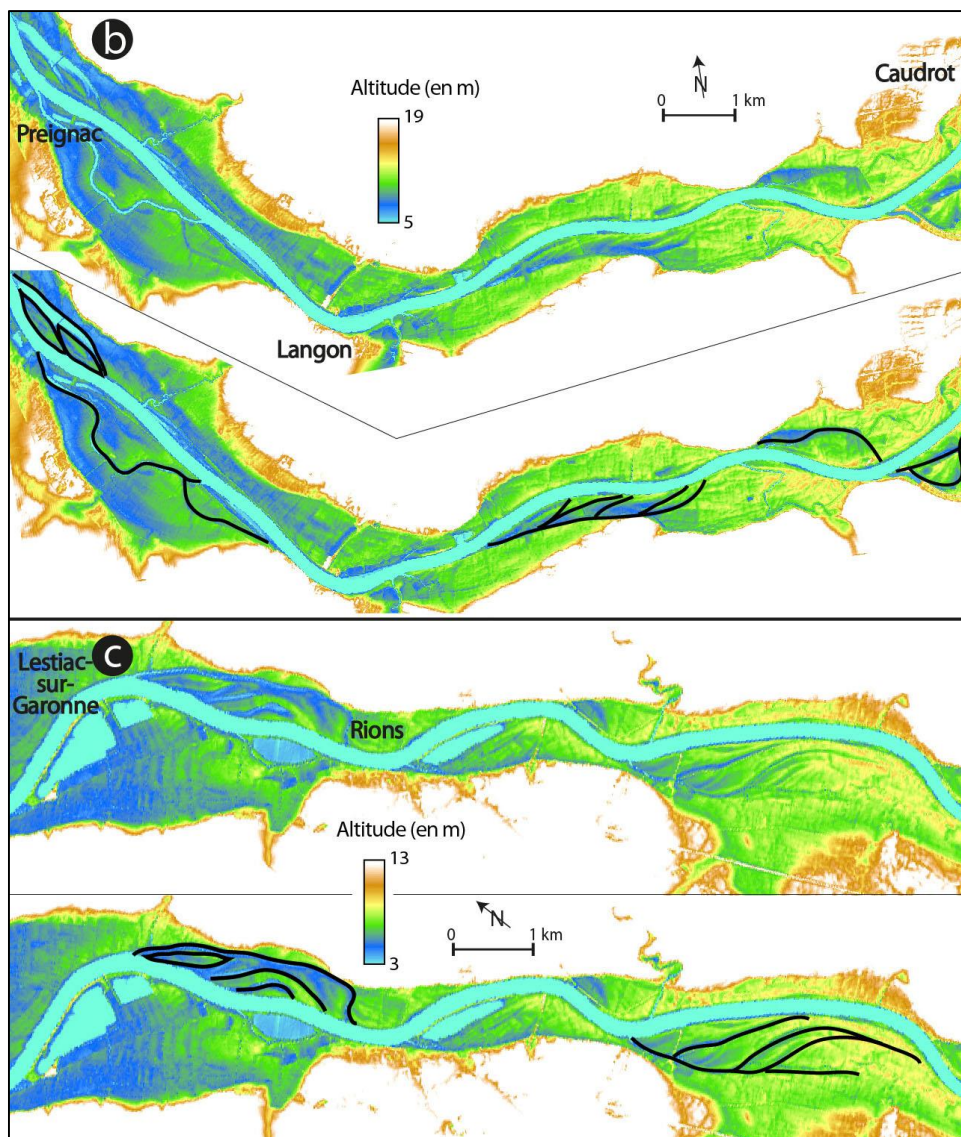 b
Caudrot
Altitude (en m)
N
0 1 km
19
Preignac
5
Langon
c
Lestiac-
sur-
Garonne
Rions
Altitude (en m)
13
N
0 1 km
3